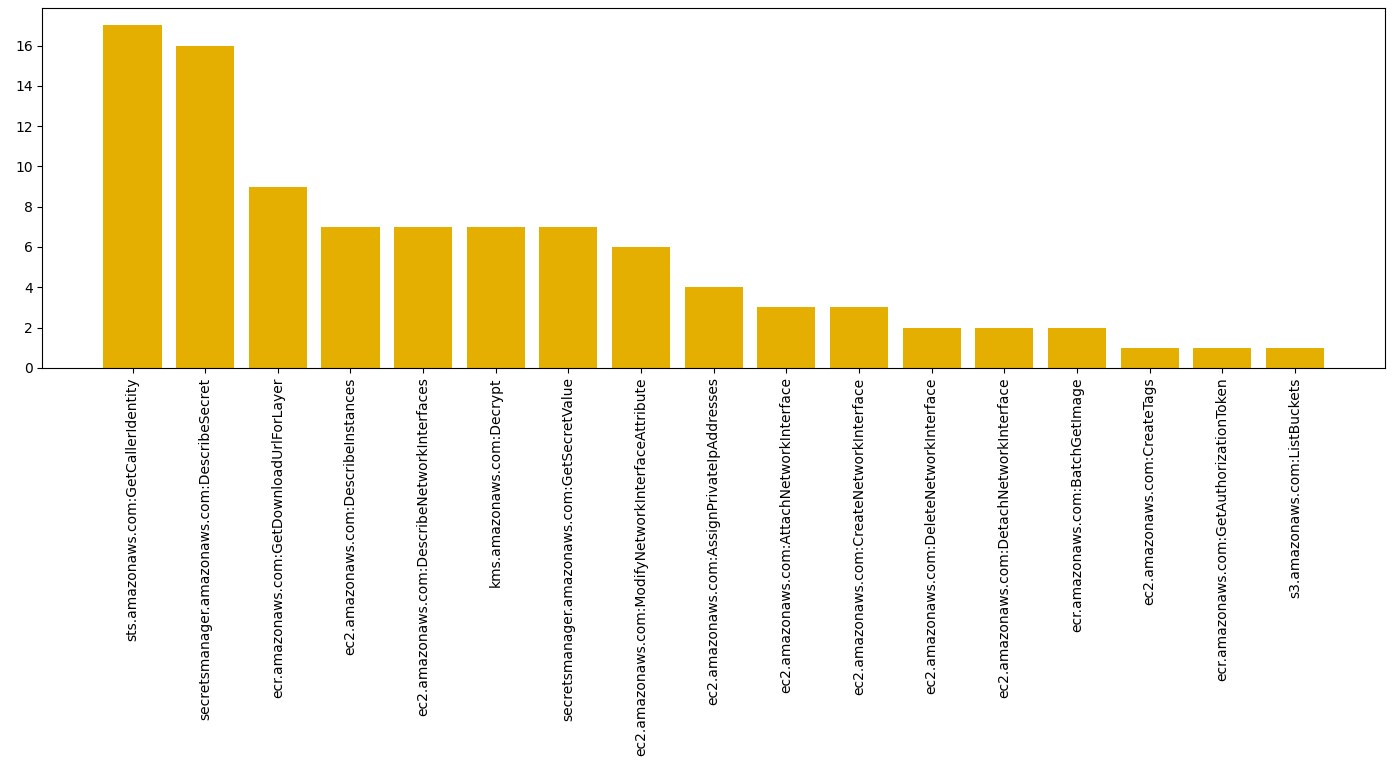 16
14
12
10
8
6
4
2
0
sts.amazonaws.com:GetCallerIdentity
secretsmanager.amazonaws.com:DescribeSecret
ecr.amazonaws.com:GetDownloadUrlForLayer
ec2.amazonaws.com:DescribeInstances
ec2.amazonaws.com:DescribeNetworkInterfaces
kms.amazonaws.com:Decrypt
secretsmanager.amazonaws.com:GetSecretValue
ec2.amazonaws.com:ModifyNetworkInterfaceAttribute
ec2.amazonaws.com:AssignPrivateIpAddresses
ec2.amazonaws.com:AttachNetworkInterface
ec2.amazonaws.com:CreateNetworkInterface
ec2.amazonaws.com:DeleteNetworkInterface
ec2.amazonaws.com:DetachNetworkInterface
ecr.amazonaws.com:BatchGetImage
ec2.amazonaws.com:CreateTags
ecr.amazonaws.com:GetAuthorizationToken
s3.amazonaws.com:ListBuckets